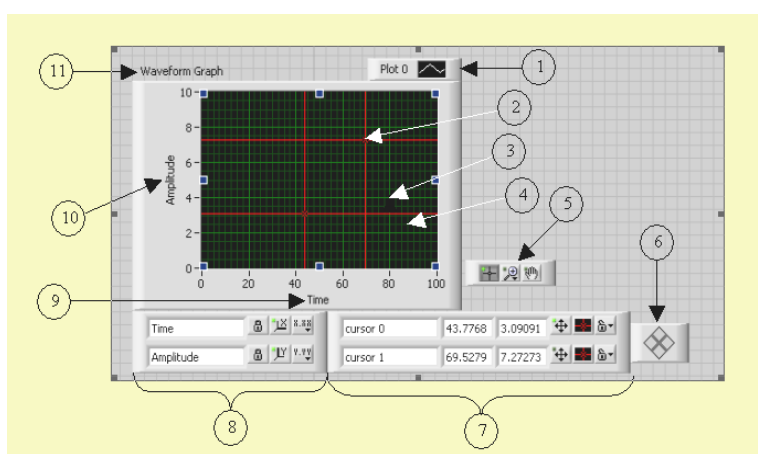 11
Waveform Graph
Plot 0
1
10
8
6
4
2
0
Amplitude
10
2
3
4
5
6
0 20 40 60 80 100
Time
9
Time X X.XX
Amplitude Y Y.YY
cursor 0 43.7768 3.09091
cursor 1 69.5279 7.27273
8
7